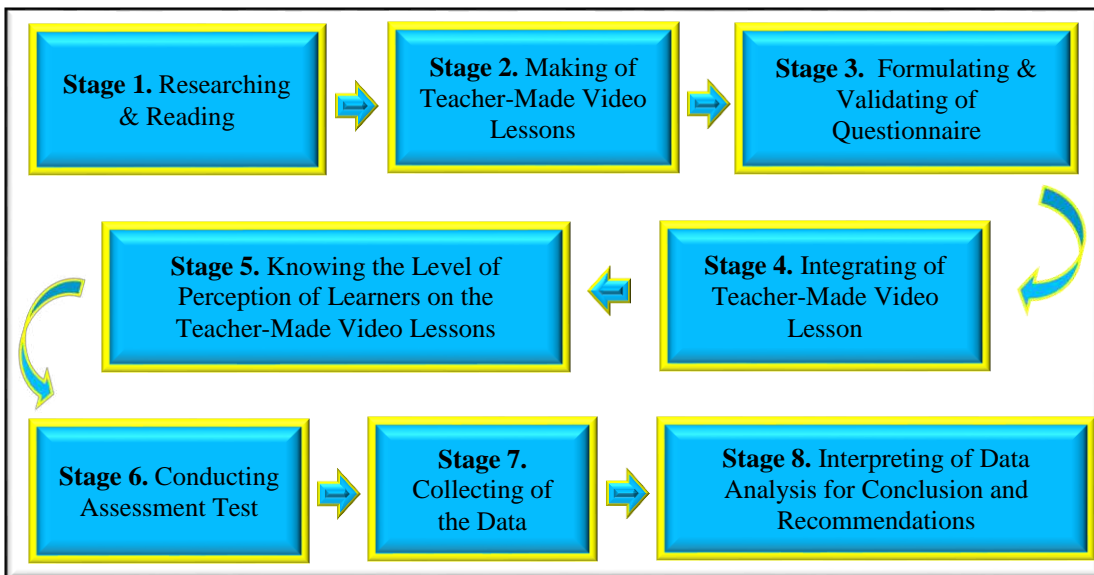 Stage 1. Researching
& Reading
Stage 2. Making of
Teacher-Made Video
Lessons
Stage 3. Formulating &
Validating of
Questionnaire
Stage 4. Integrating of
Teacher-Made Video
Lesson
Stage 5. Knowing the Level of
Perception of Learners on the
Teacher-Made Video Lessons
Stage 6. Conducting
Assessment Test
Stage 7.
Collecting of
the Data
Stage 8. Interpreting of Data
Analysis for Conclusion and
Recommendations